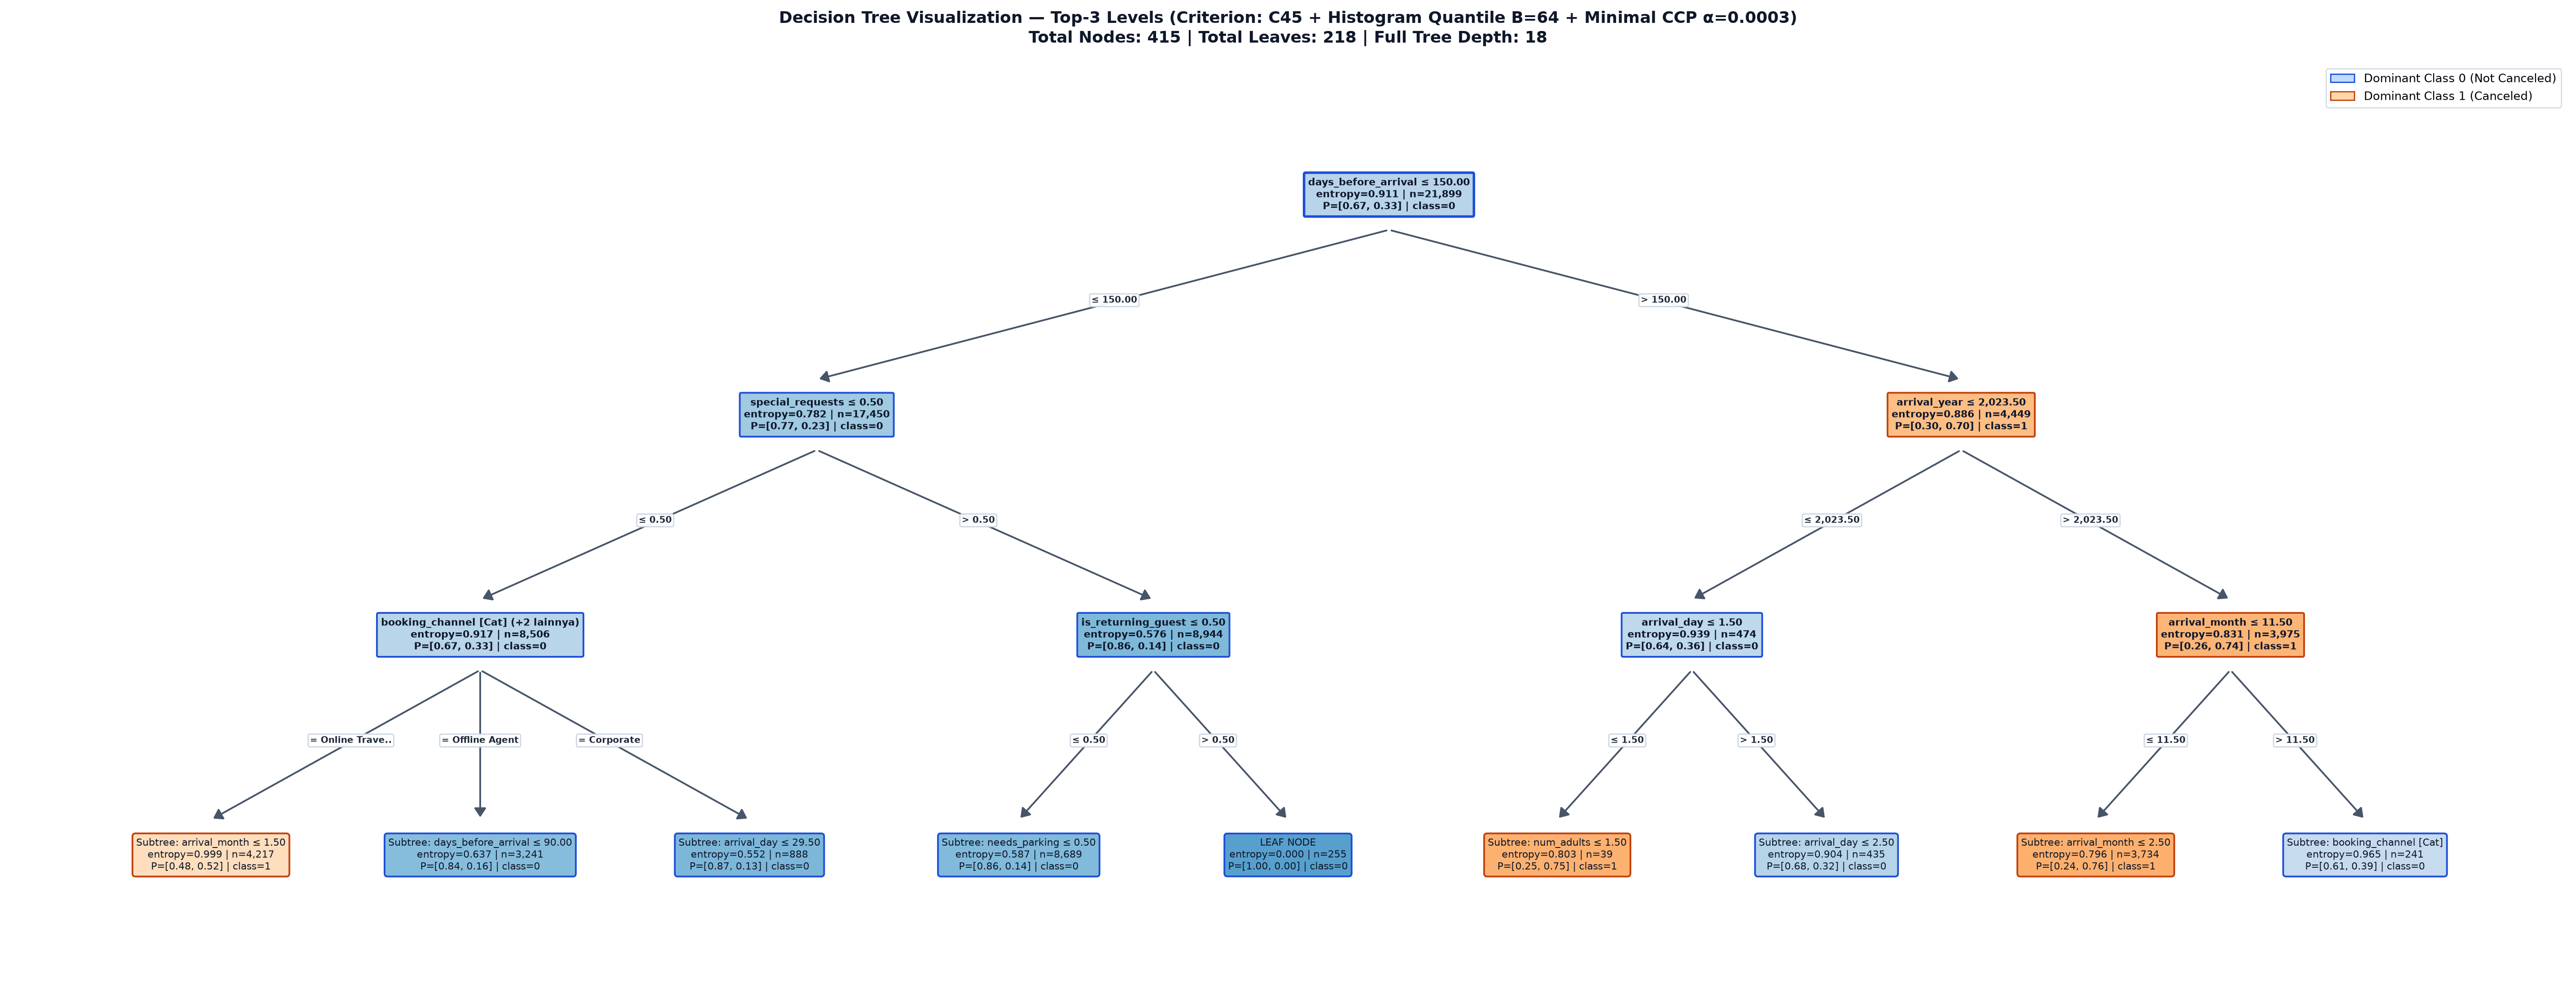 Decision Tree Visualization — Top-3 Levels (Criterion: C45 + Histogram Quantile B=64 + Minimal CCP α=0.0003)
Total Nodes: 415 | Total Leaves: 218 | Full Tree Depth: 18
Dominant Class 0 (Not Canceled)
Dominant Class 1 (Canceled)
days_before_arrival ≤ 150.00
entropy=0.911 | n=21,899
P=[0.67, 0.33] | class=0
≤ 150.00
> 150.00
special_requests ≤ 0.50
entropy=0.782 | n=17,450
P=[0.77, 0.23] | class=0
arrival_year ≤ 2,023.50
entropy=0.886 | n=4,449
P=[0.30, 0.70] | class=1
≤ 0.50
> 0.50
≤ 2,023.50
> 2,023.50
booking_channel [Cat] (+2 lainnya)
entropy=0.917 | n=8,506
P=[0.67, 0.33] | class=0
is_returning_guest ≤ 0.50
entropy=0.576 | n=8,944
P=[0.86, 0.14] | class=0
arrival_day ≤ 1.50
entropy=0.939 | n=474
P=[0.64, 0.36] | class=0
arrival_month ≤ 11.50
entropy=0.831 | n=3,975
P=[0.26, 0.74] | class=1
= Online Trave..
= Offline Agent
= Corporate
≤ 0.50
> 0.50
≤ 1.50
> 1.50
≤ 11.50
> 11.50
Subtree: arrival_month ≤ 1.50
entropy=0.999 | n=4,217
P=[0.48, 0.52] | class=1
Subtree: days_before_arrival ≤ 90.00
entropy=0.637 | n=3,241
P=[0.84, 0.16] | class=0
Subtree: arrival_day ≤ 29.50
entropy=0.552 | n=888
P=[0.87, 0.13] | class=0
Subtree: needs_parking ≤ 0.50
entropy=0.587 | n=8,689
P=[0.86, 0.14] | class=0
LEAF NODE
entropy=0.000 | n=255
P=[1.00, 0.00] | class=0
Subtree: num_adults ≤ 1.50
entropy=0.803 | n=39
P=[0.25, 0.75] | class=1
Subtree: arrival_day ≤ 2.50
entropy=0.904 | n=435
P=[0.68, 0.32] | class=0
Subtree: arrival_month ≤ 2.50
entropy=0.796 | n=3,734
P=[0.24, 0.76] | class=1
Subtree: booking_channel [Cat]
entropy=0.965 | n=241
P=[0.61, 0.39] | class=0